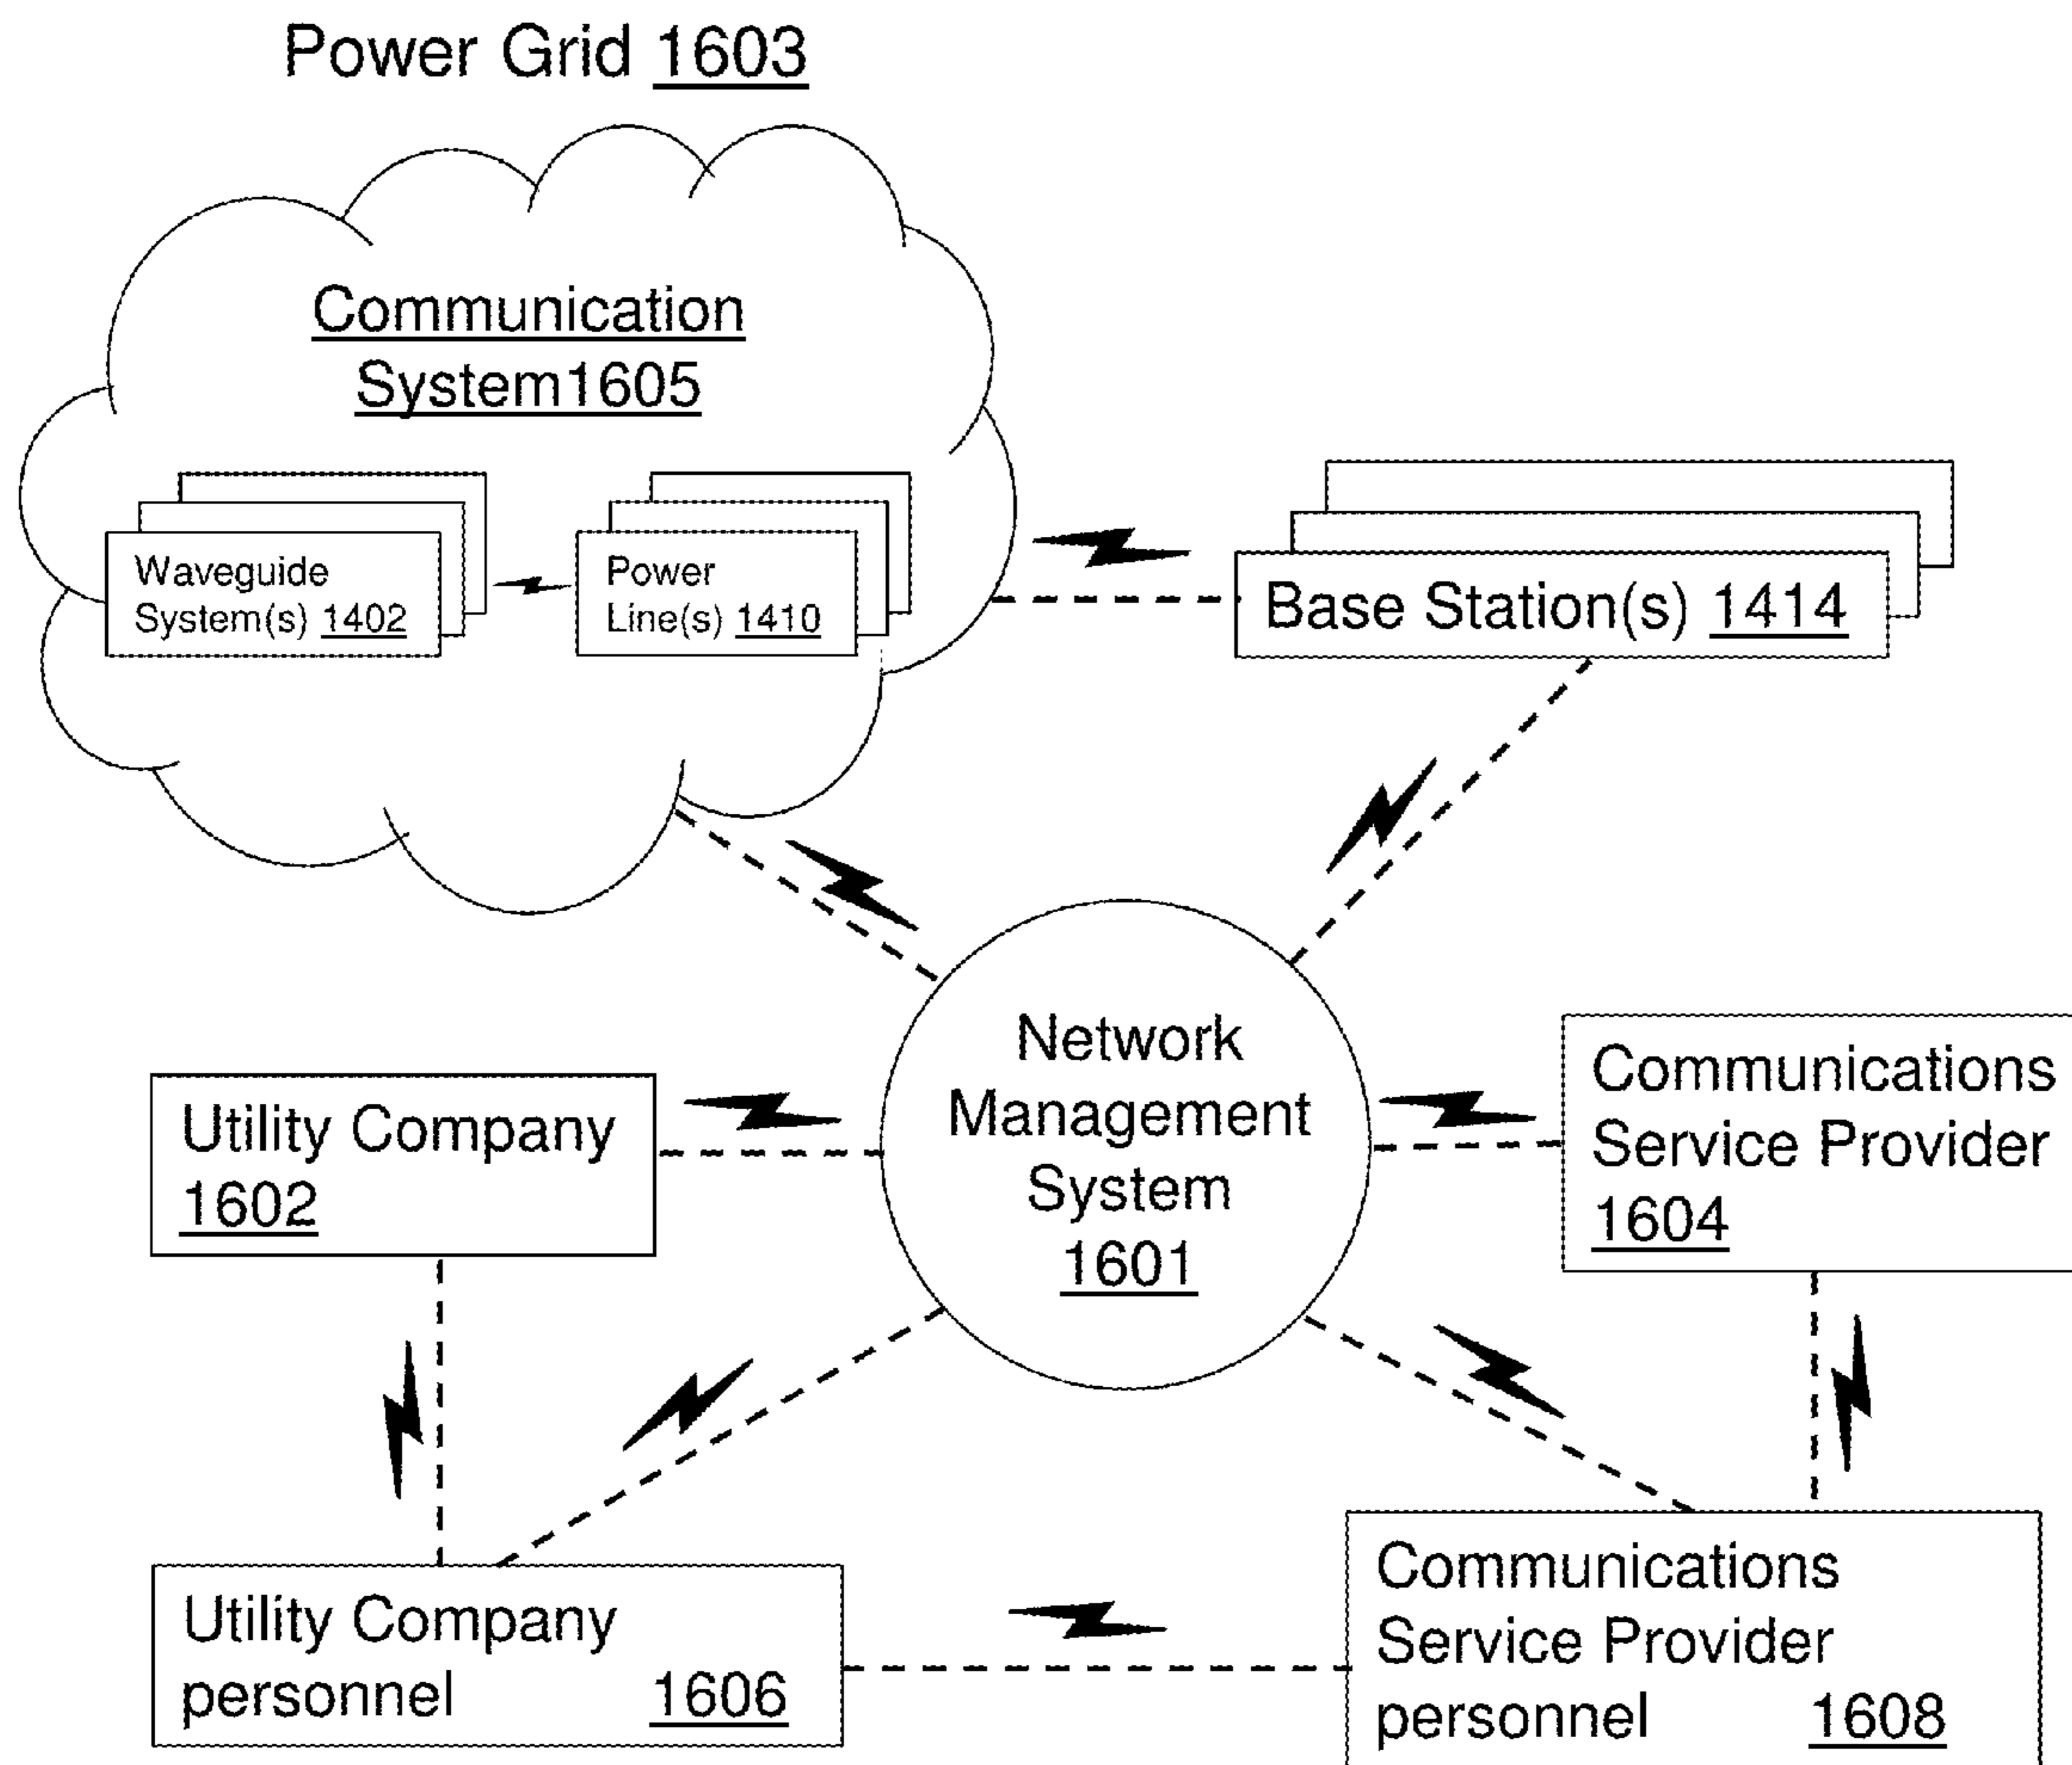 Power Grid 1603
Communication
System1605
Waveguide
System(s) 1402
Power
Line(s) 1410
Base Station(s) 1414
Network
Management
System
1601
Utility Company
1602
Communications
Service Provider
1604
Utility Company
personnel 1606
Communications
Service Provider
personnel 1608